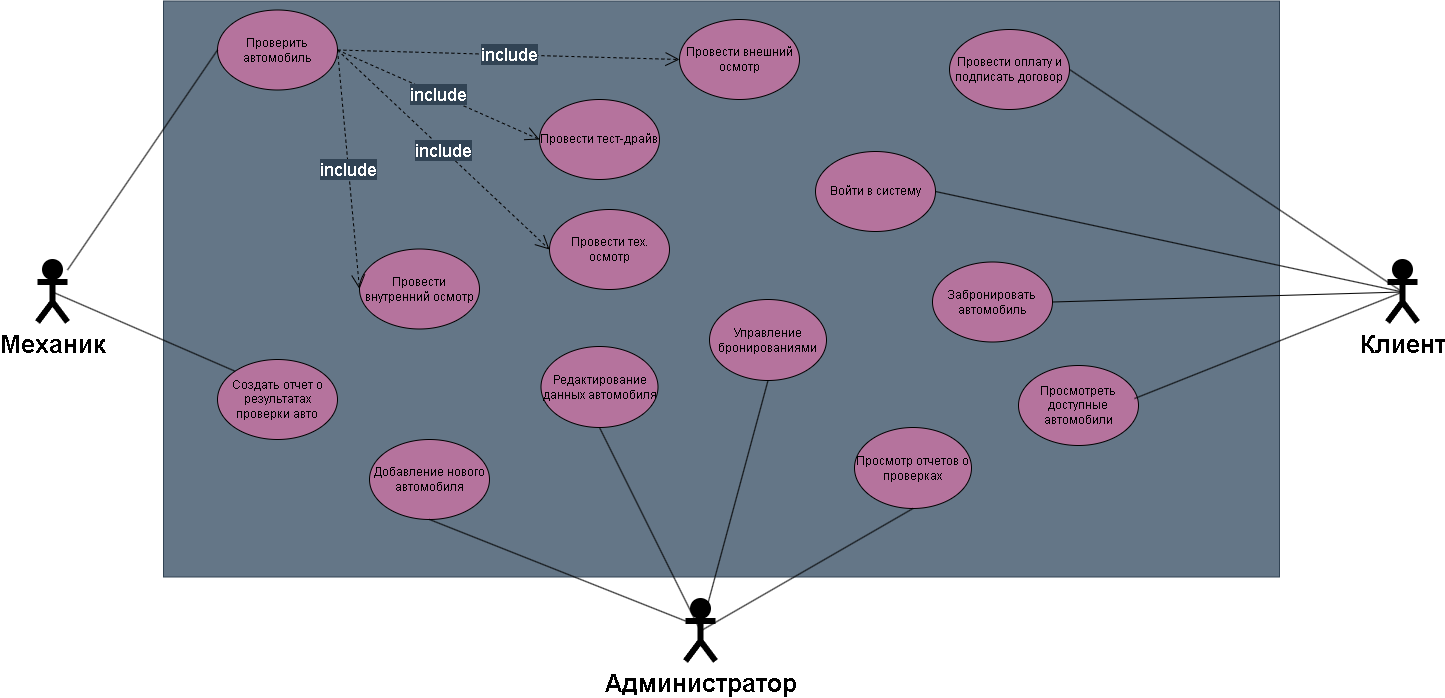 Проверить
автомобиль
include
Провести внешний
осмотр
Провести оплату и
подписать договор
include
Провести тест-драйв
include
include
Войти в систему
Провести тех.
осмотр
Провести
внутренний осмотр
Забронировать
автомобиль
Механик
Клиент
Управление
бронированиями
Создать отчет о
результатах
проверки авто
Редактирование
данных автомобиля
Просмотреть
доступные
автомобили
Добавление нового
автомобиля
Просмотр отчетов о
проверках
Администратор